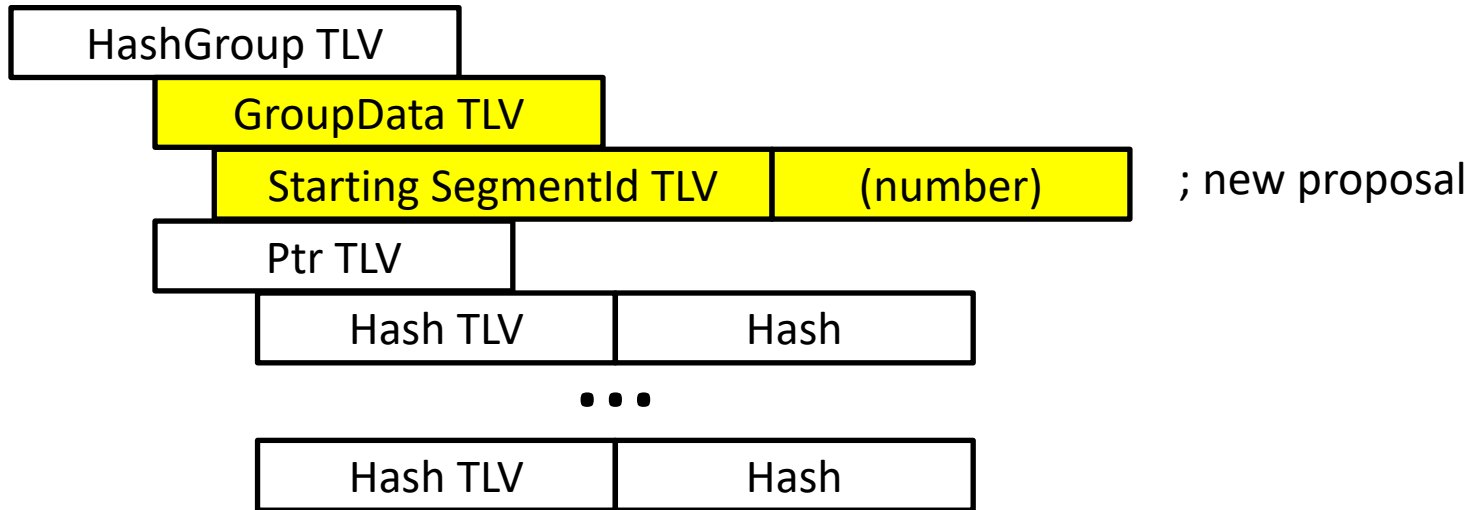 HashGroup TLV
GroupData TLV
Starting SegmentId TLV (number) ; new proposal
Ptr TLV
Hash TLV Hash
...
Hash TLV Hash